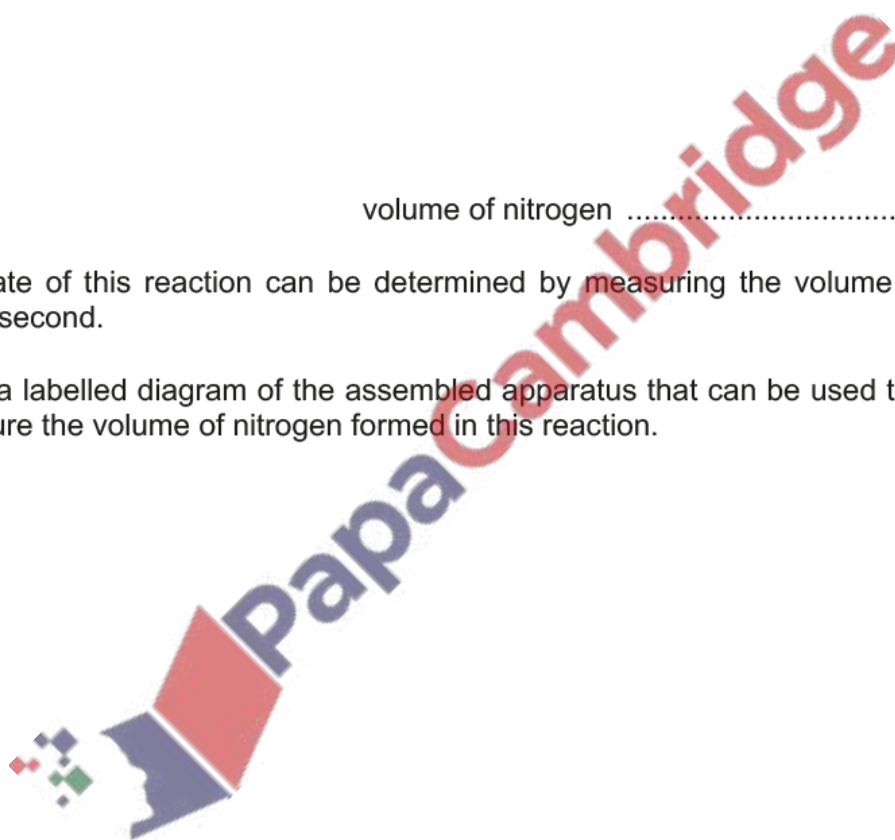 volume of nitrogen ................................
ate of this reaction can be determined by measuring the volume
second.
a labelled diagram of the assembled apparatus that can be used t
ure the volume of nitrogen formed in this reaction.
PapaCambridge